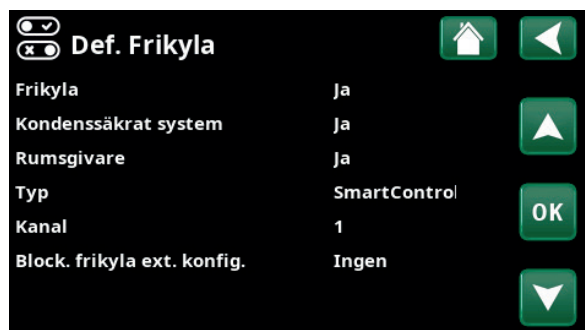 Def. Frikyla
Frikyla Ja
Kondenssäkrat system Ja
Rumsgivare Ja
Typ SmartControl
Kanal 1
OK
Block. frikyla ext. konfig. Ingen